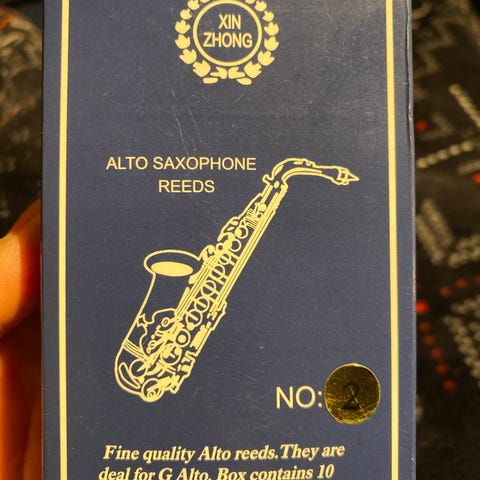 XIN
ZHONG
ALTO SAXOPHONE
REEDS
NO: 2
Fine quality Alto reeds.They are
deal for G Alto. Box contains 10